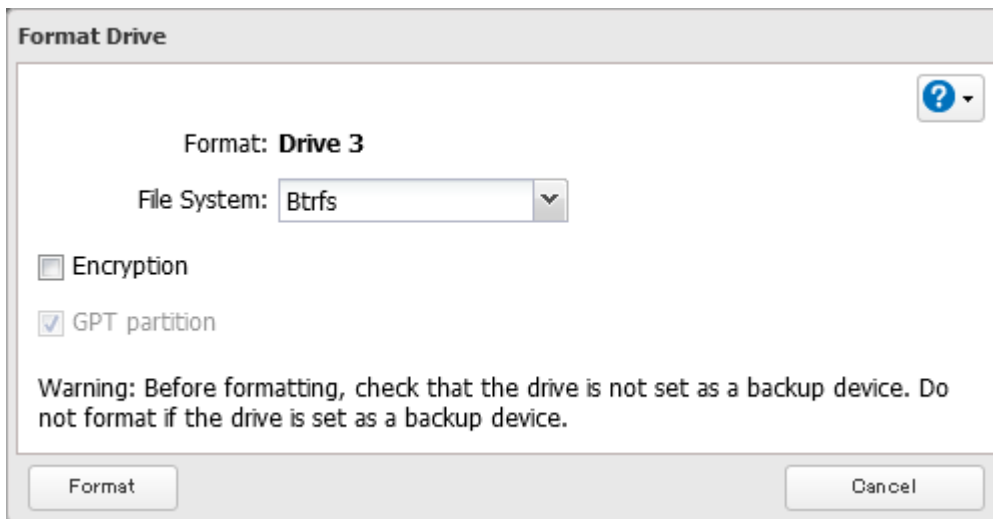 Format Drive
?
Format: Drive 3
File System: Btrfs
Encryption
GPT partition
Warning: Before formatting, check that the drive is not set as a backup device. Do
not format if the drive is set as a backup device.
Format Cancel